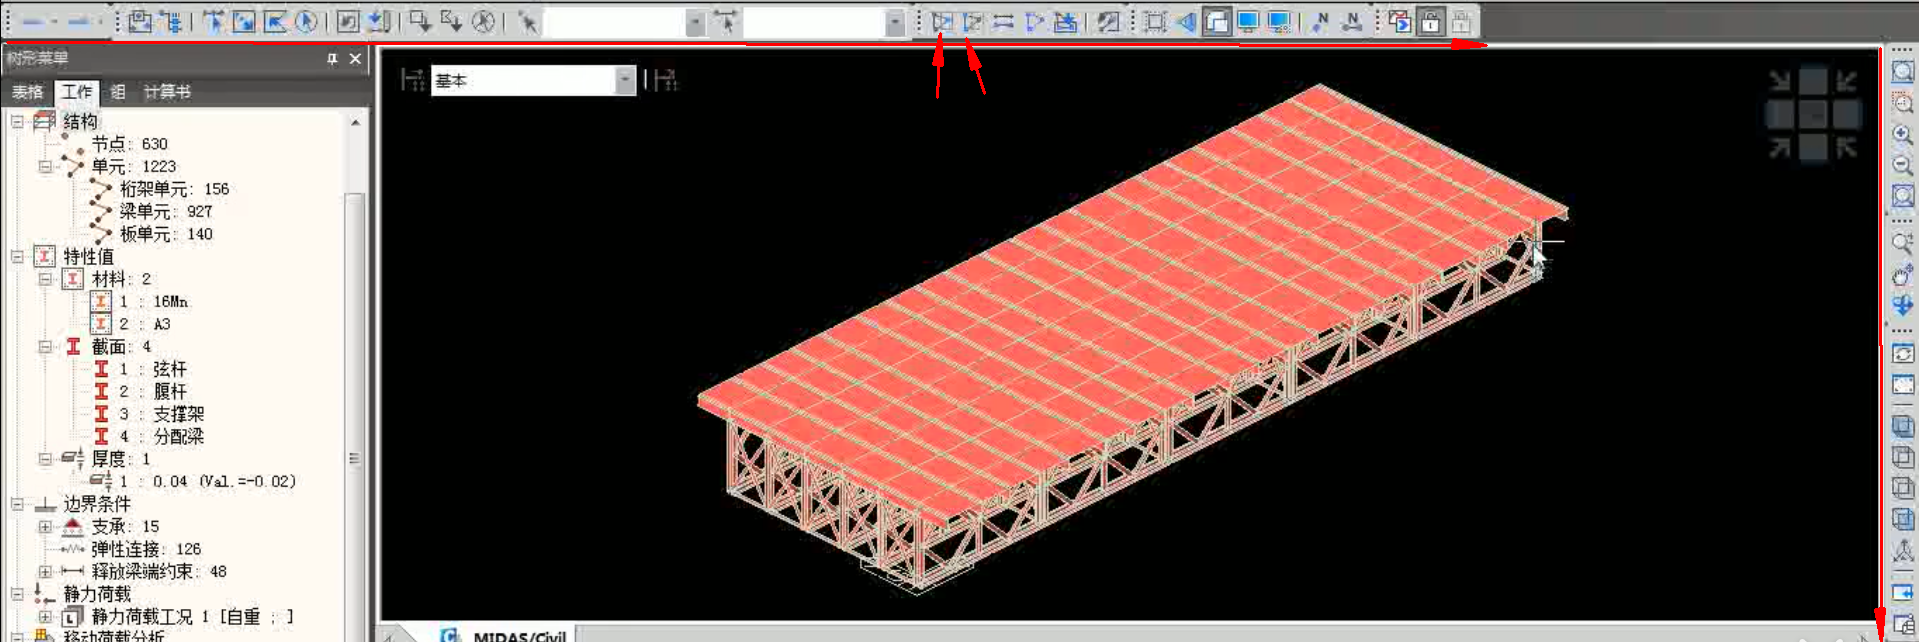 N N
树形菜单
表格 工作 组 计算书
基本
结构
节点: 630
单元: 1223
桁架单元: 156
梁单元: 927
板单元: 140
特性值
材料: 2
1 : 16Mn
2 : A3
截面: 4
1 : 弦杆
2 : 腹杆
3 : 支撑架
4 : 分配梁
厚度: 1
1 : 0.04 (Val.=-0.02)
边界条件
支承: 15
弹性连接: 126
释放梁端约束: 48
静力荷载
静力荷载工况 1 [自重 ; ]
移动荷载分析
MIDAS/Civil